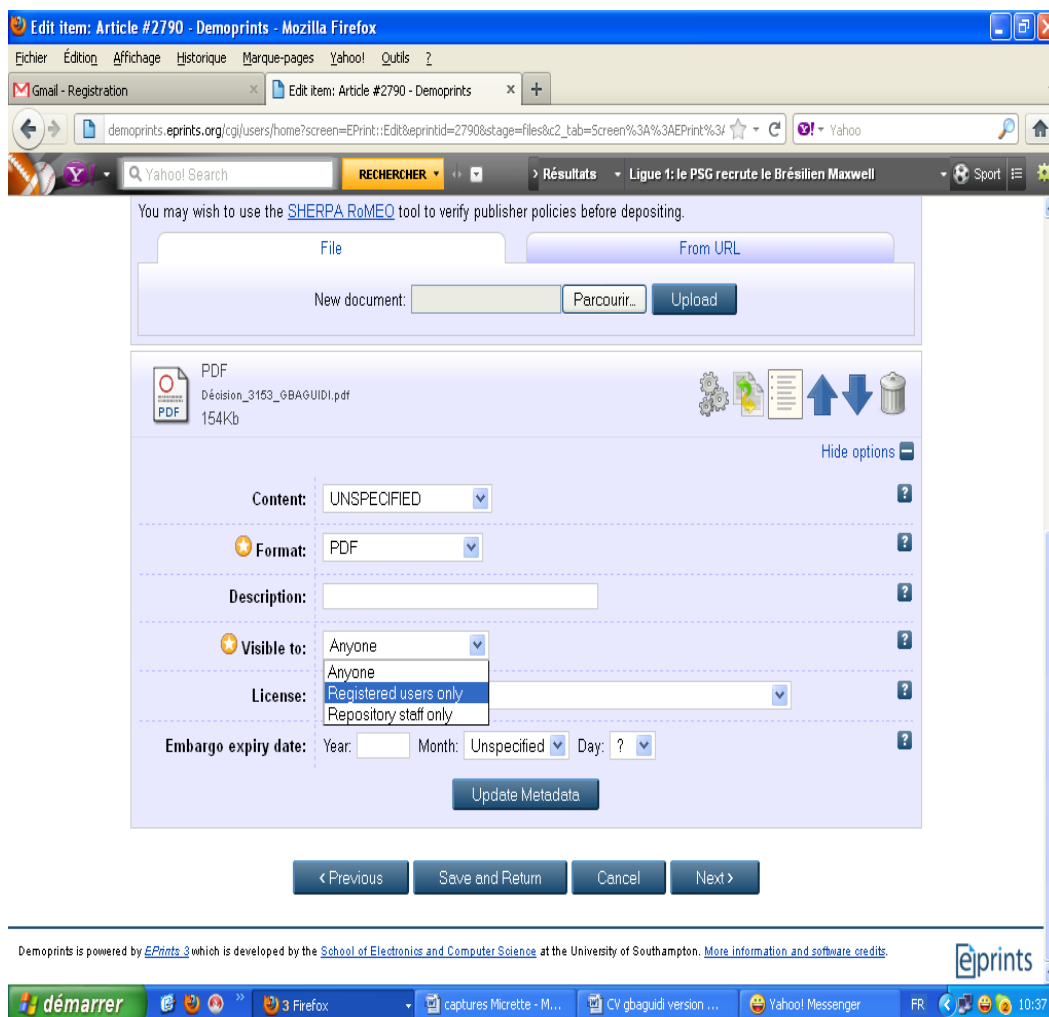 Edit item: Article #2790 - Demoprints - Mozilla Firefox
Fichier Édition Affichage Historique Marque-pages Yahoo! Outils ?
Gmail - Registration × Edit item: Article #2790 - Demoprints × +
demoprints.eprints.org/cgi/users/home?screen=EPrint::Edit&eprintid=2790&stage=files&c2_tab=Screen%3A%3AEPrint%3/ Yahoo
Y! Yahoo! Search RECHERCHER › Résultats Ligue 1: le PSG recrute le Brésilien Maxwell Sport
You may wish to use the SHERPA RoMEO tool to verify publisher policies before depositing.
File From URL
New document: Parcourir... Upload
PDF
Décision_3153_GBAGUIDI.pdf
PDF 154Kb
Hide options
Content: UNSPECIFIED ?
Format: PDF ?
Description: ?
Visible to: Anyone ?
Anyone
License: Registered users only ?
Repository staff only
Embargo expiry date: Year: Month: Unspecified Day: ? ?
Update Metadata
‹ Previous Save and Return Cancel Next ›
Demoprints is powered by EPrints 3 which is developed by the School of Electronics and Computer Science at the University of Southampton. More information and software credits. eprints
démarrer » 3 Firefox captures Micrette - M... CV gbaguidi version ... Yahoo! Messenger FR 10:37